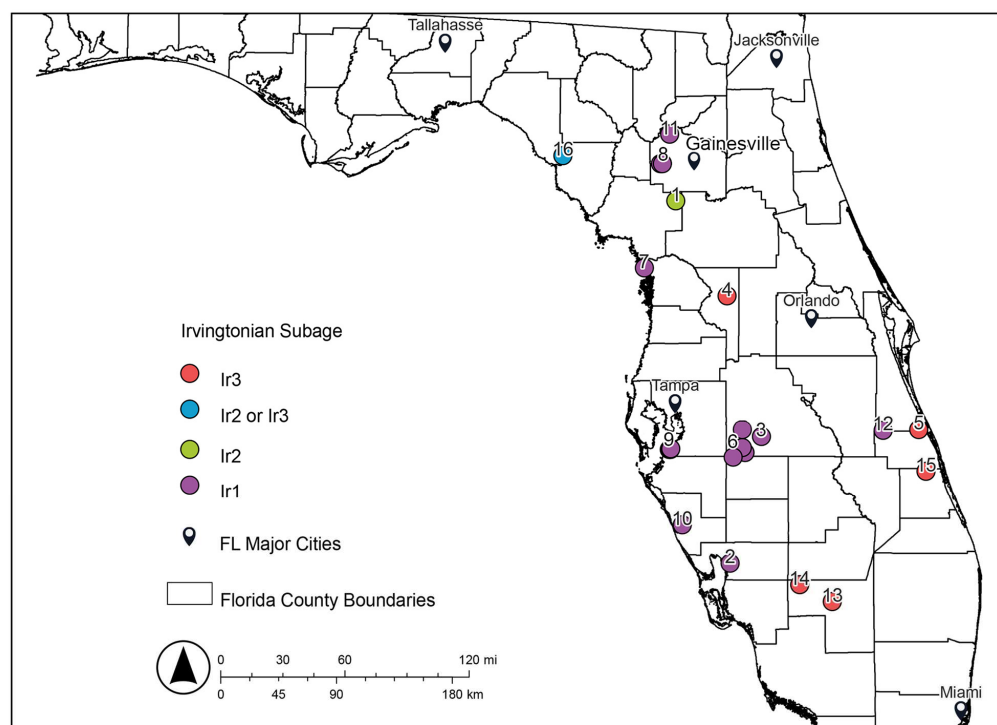 Tallahasse
Jacksonville
11
16
8
Gainesville
1
7
4
Orlando
Irvingtonian Subage
Ir3
Tampa
Ir2 or Ir3
3
12
5
9
6
Ir2
15
Ir1
10
FL Major Cities
2
14
13
Florida County Boundaries
0 30 60 120 mi
0 45 90 180 km
Miami